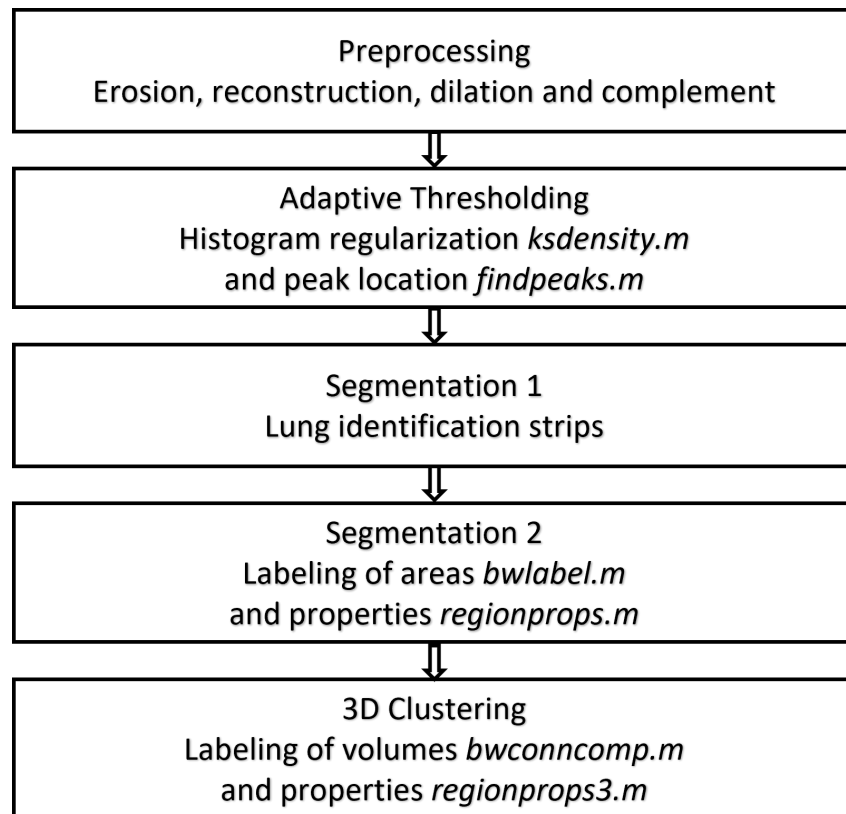 Preprocessing
Erosion, reconstruction, dilation and complement
Adaptive Thresholding
Histogram regularization ksdensity.m
and peak location findpeaks.m
Segmentation 1
Lung identification strips
Segmentation 2
Labeling of areas bwlabel.m
and properties regionprops.m
3D Clustering
Labeling of volumes bwconncomp.m
and properties regionprops3.m